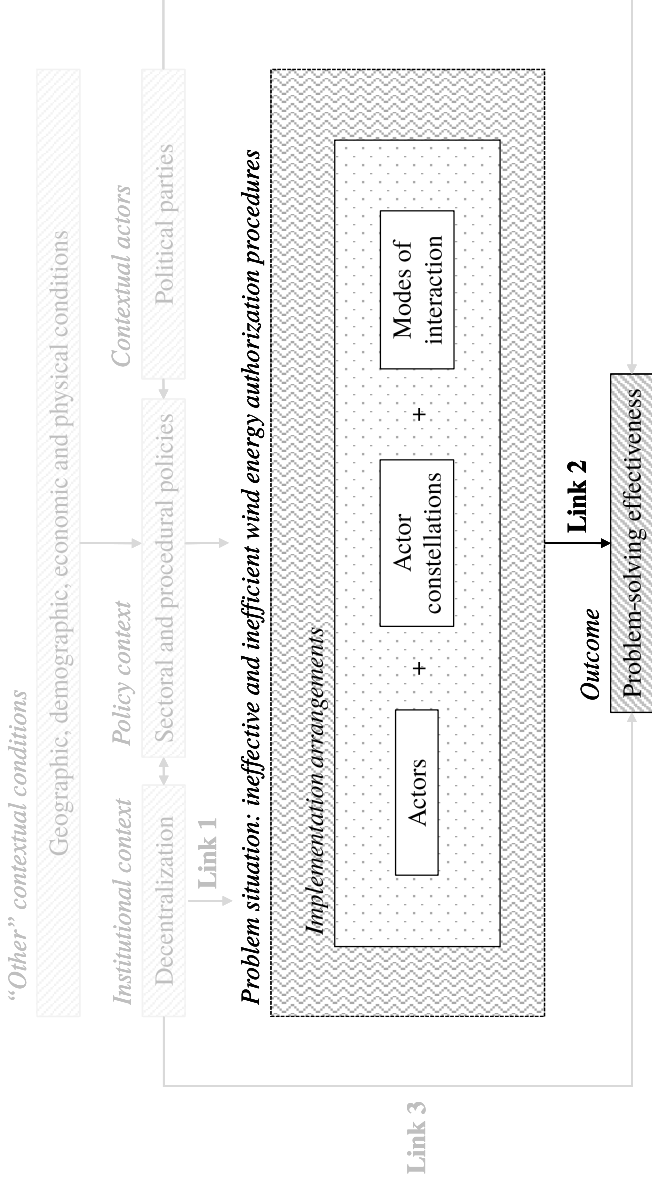 “Other” contextual conditions
Geographic, demographic, economic and physical conditions
Institutional context
Policy context
Contextual actors
Decentralization
Sectoral and procedural policies
Political parties
Link 1
Problem situation: ineffective and inefficient wind energy authorization procedures
Implementation arrangements
Actors
+
Actor
constellations
+
Modes of
interaction
Link 3
Link 2
Outcome
Problem-solving effectiveness